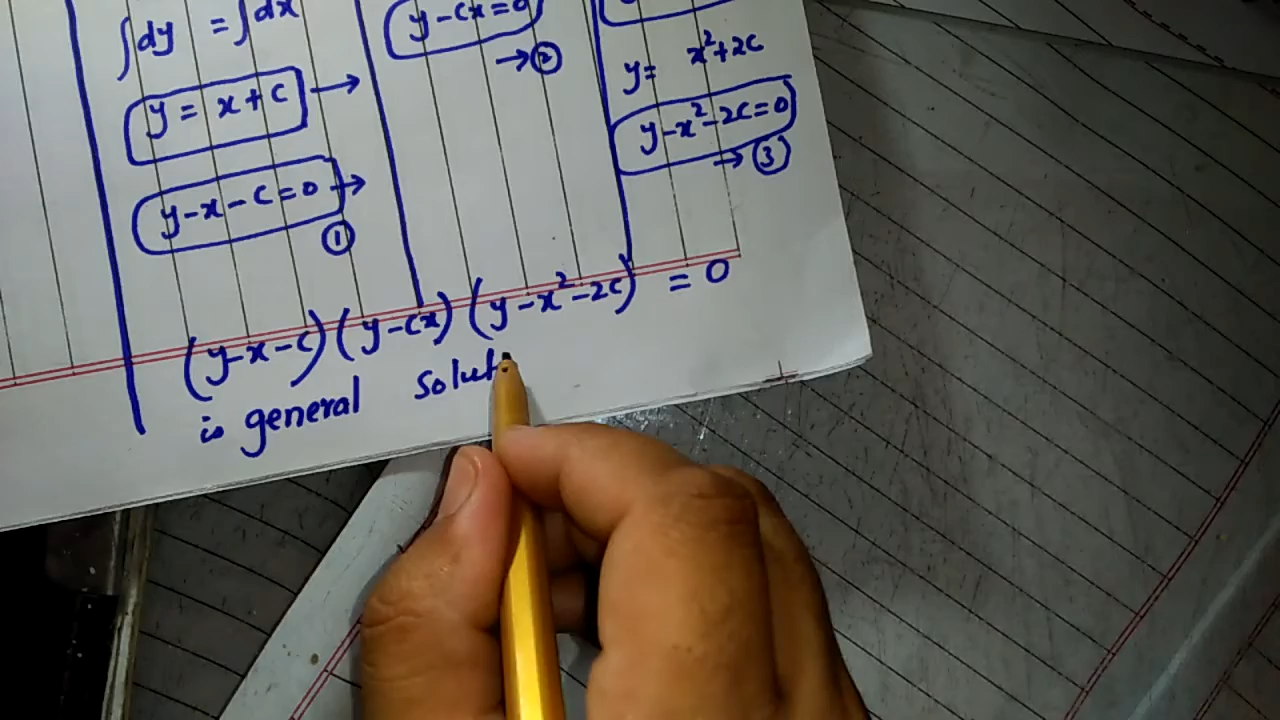 ∫dy = ∫dx
y = x + c →
y - x - c = 0 →
①
y - cx = 0
→ ②
y = x² + 2c
y - x² - 2c = 0
→ ③
(y - x - c) (y - cx) (y - x² - 2c) = 0
is general solut